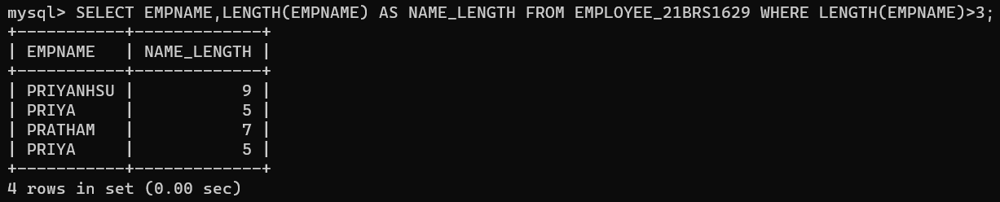 mysql> SELECT EMPNAME,LENGTH(EMPNAME) AS NAME_LENGTH FROM EMPLOYEE_21BRS1629 WHERE LENGTH(EMPNAME)>3;
+-----------+-------------+
| EMPNAME   | NAME_LENGTH |
+-----------+-------------+
| PRIYANHSU |           9 |
| PRIYA     |           5 |
| PRATHAM   |           7 |
| PRIYA     |           5 |
+-----------+-------------+
4 rows in set (0.00 sec)